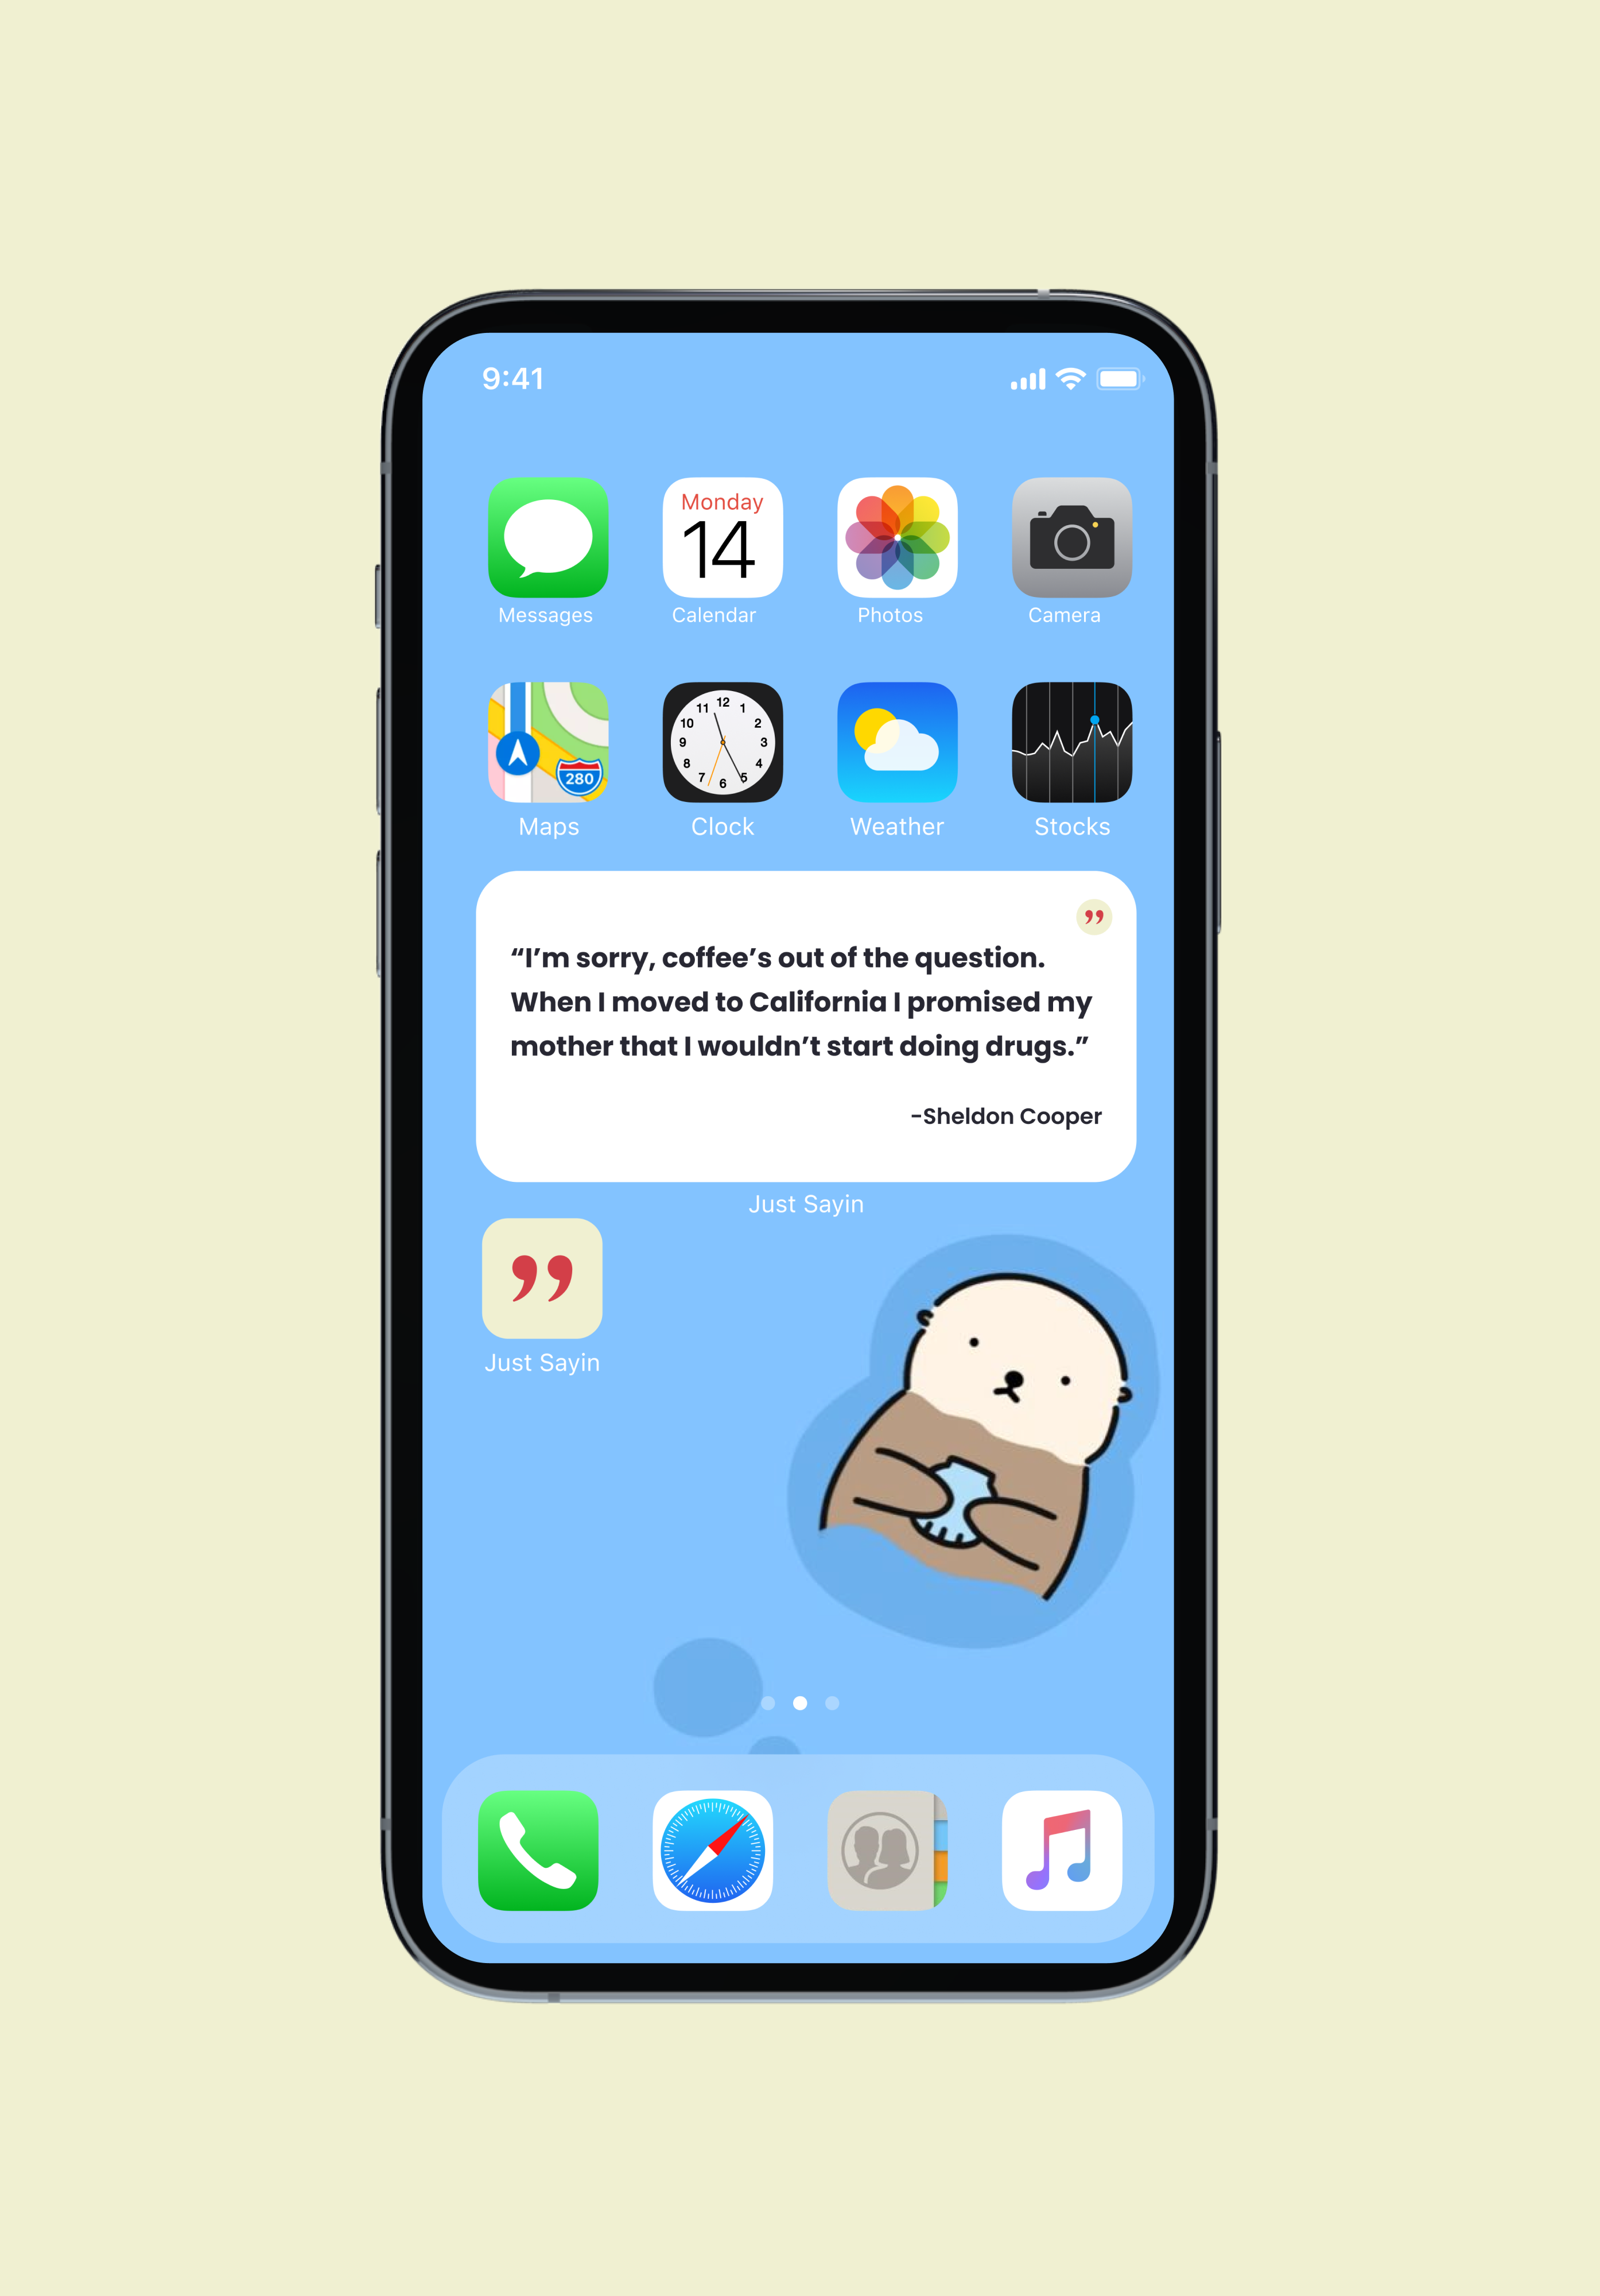 9:41
Monday
14
Messages Calendar Photos Camera
11 12 1
10 2
9 3
8 4
7 6 5
280
Maps Clock Weather Stocks
”
“I’m sorry, coffee’s out of the question.
When I moved to California I promised my
mother that I wouldn’t start doing drugs.”
-Sheldon Cooper
Just Sayin
”
Just Sayin